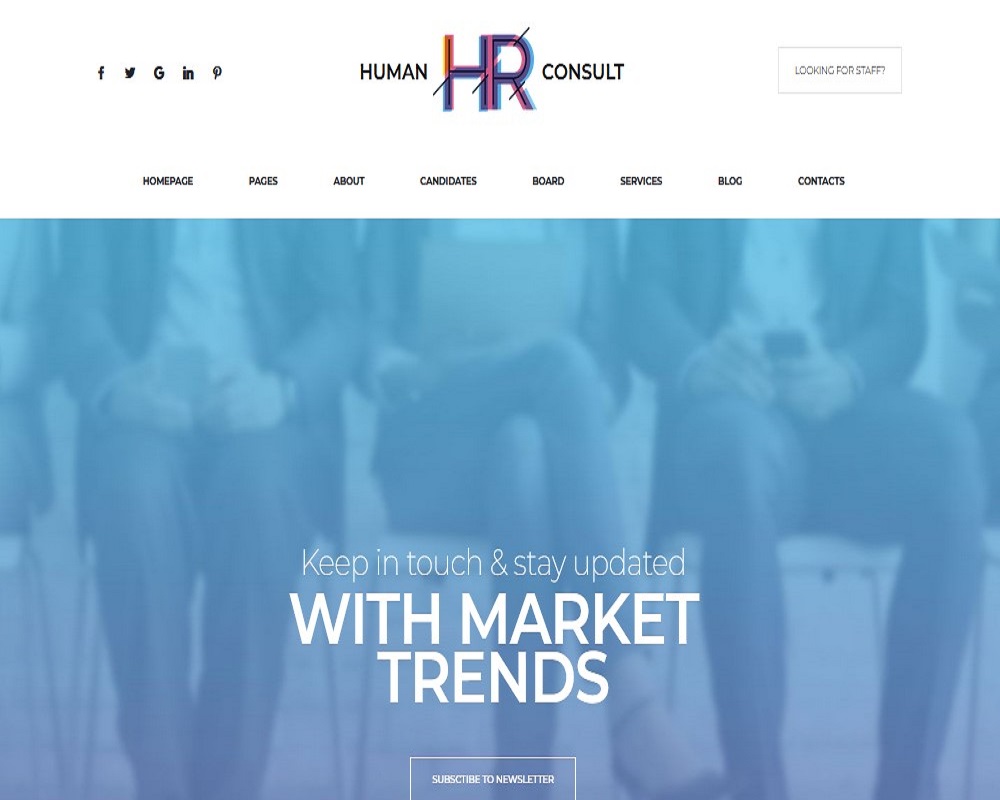 HUMAN HR CONSULT
LOOKING FOR STAFF?
HOMEPAGE PAGES ABOUT CANDIDATES BOARD SERVICES BLOG CONTACTS
Keep in touch & stay updated
WITH MARKET
TRENDS
SUBSCTIBE TO NEWSLETTER